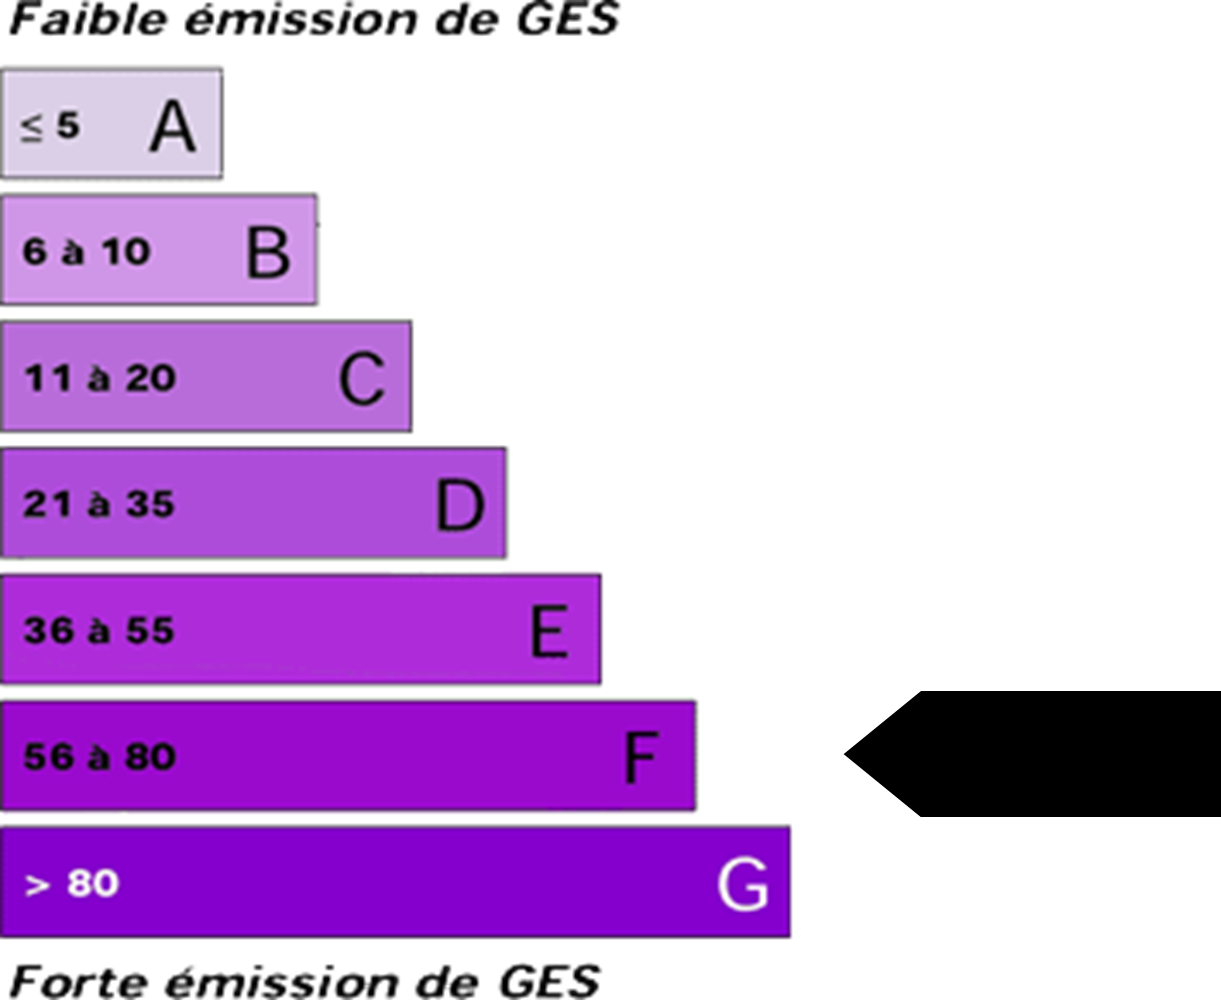 Faible émission de GES
≤ 5 A
6 à 10 B
11 à 20 C
21 à 35 D
36 à 55 E
56 à 80 F
> 80 G
Forte émission de GES